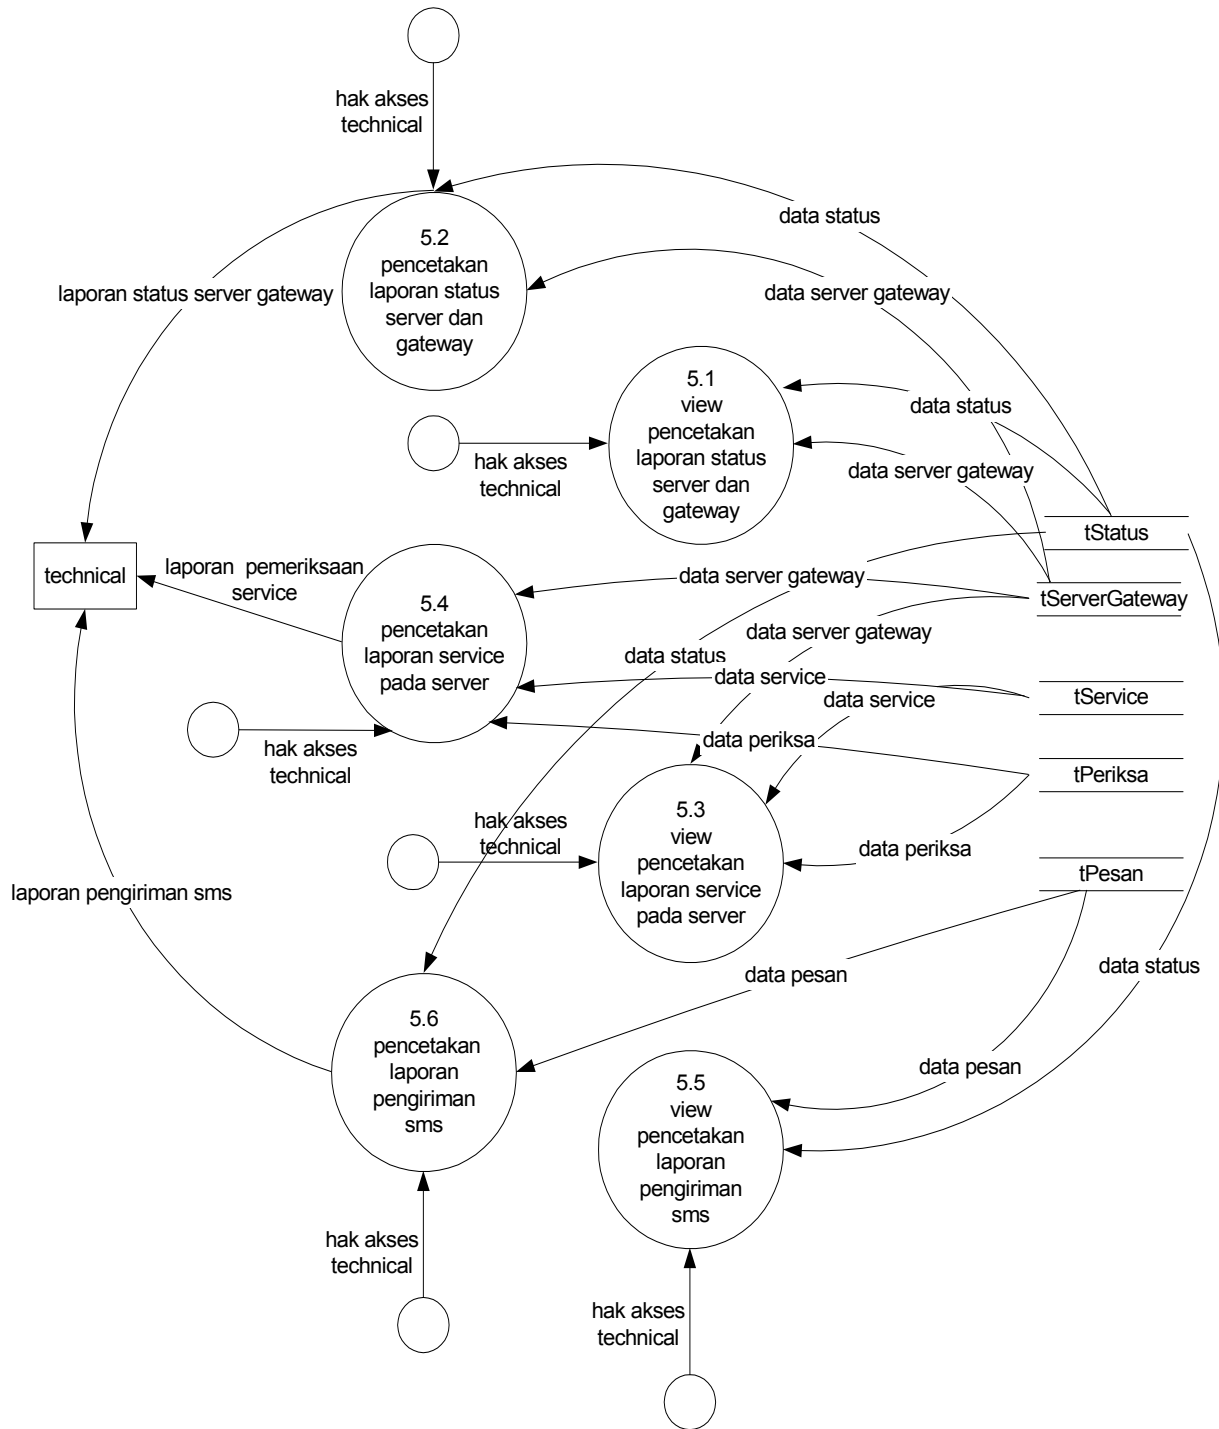 hak akses
technical
data status
5.2
pencetakan
laporan status
server dan
gateway
laporan status server gateway
data server gateway
5.1
view
pencetakan
laporan status
server dan
gateway
data status
hak akses
technical
data server gateway
tStatus
technical
laporan pemeriksaan
service
5.4
pencetakan
laporan service
pada server
data server gateway
tServerGateway
data server gateway
data status
data service
data service
tService
hak akses
technical
data periksa
tPeriksa
5.3
view
pencetakan
laporan service
pada server
hak akses
technical
data periksa
tPesan
laporan pengiriman sms
data pesan
data status
5.6
pencetakan
laporan
pengiriman
sms
5.5
view
pencetakan
laporan
pengiriman
sms
data pesan
hak akses
technical
hak akses
technical